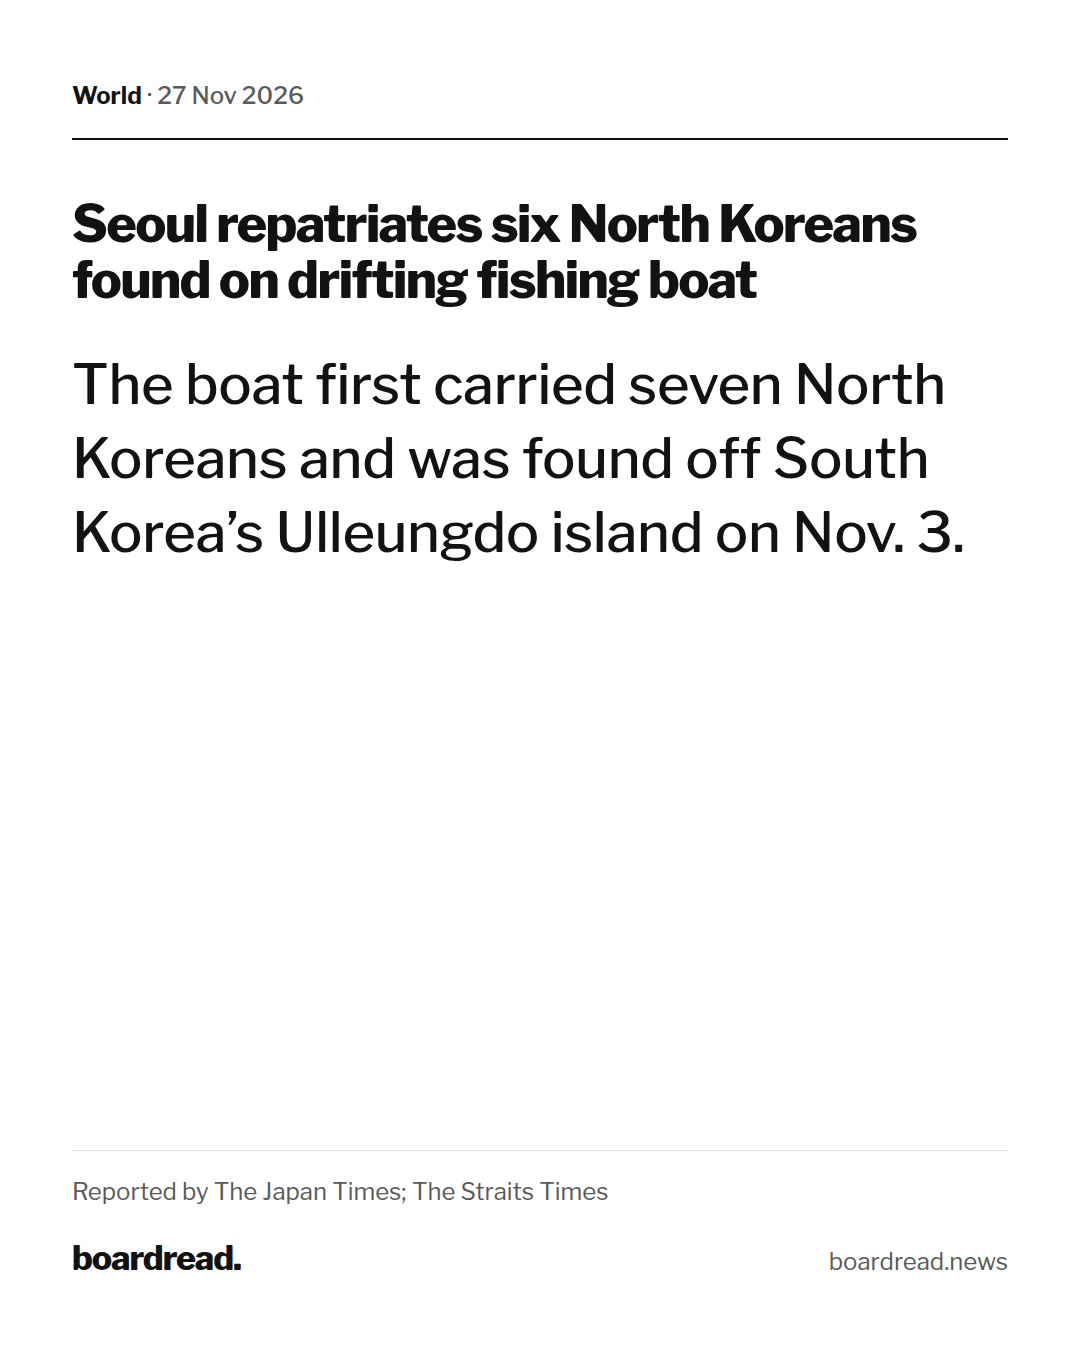 World · 27 Nov 2026
Seoul repatriates six North Koreans
found on drifting fishing boat
The boat first carried seven North
Koreans and was found off South
Korea’s Ulleungdo island on Nov. 3.
Reported by The Japan Times; The Straits Times
boardread.
boardread.news